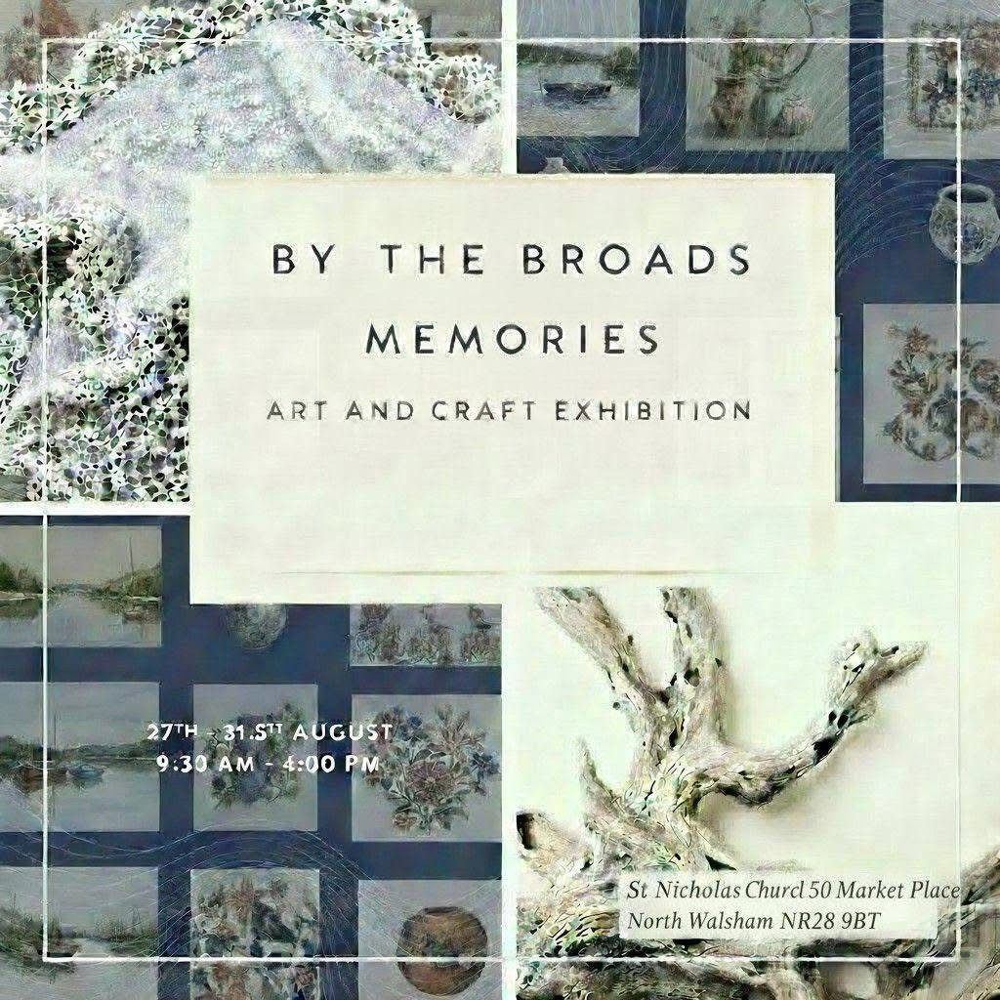 BY THE BROADS
MEMORIES
ART AND CRAFT EXHIBITION
27TH - 31.STT AUGUST
9:30 AM - 4:00 PM
St Nicholas Churcl 50 Market Place
North Walsham NR28 9BT